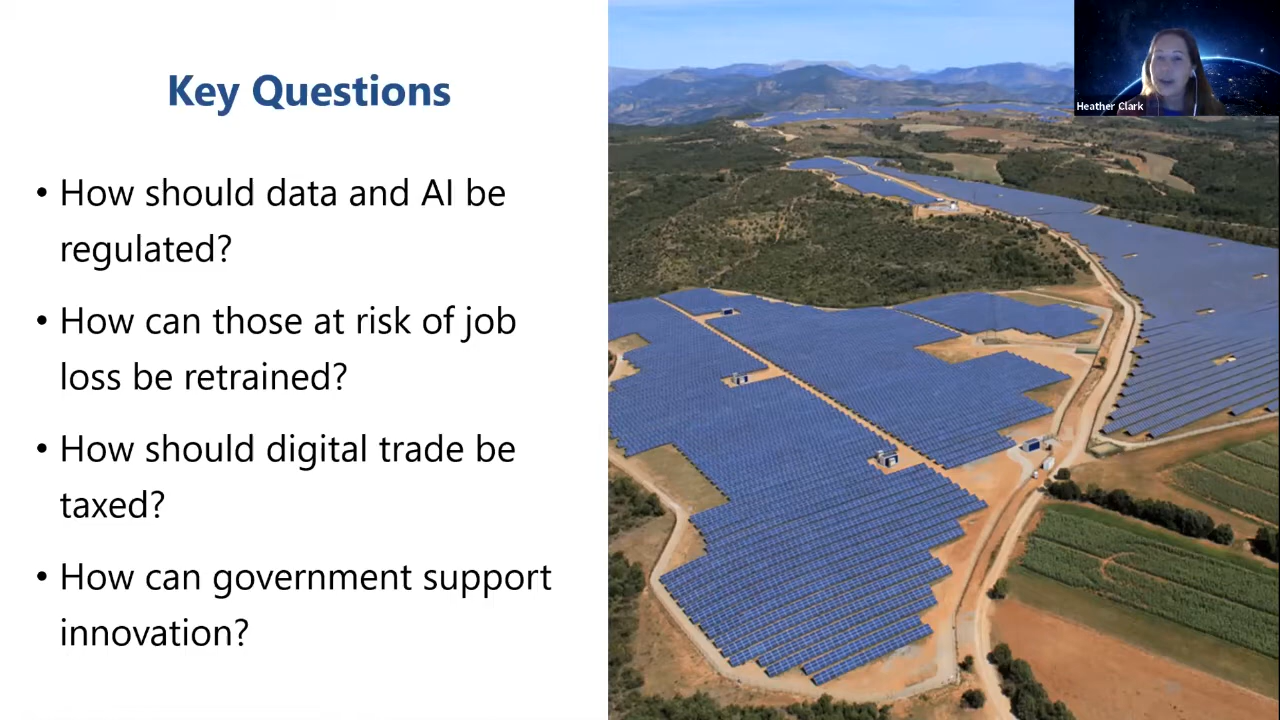 Key Questions
• How should data and AI be
regulated?
• How can those at risk of job
loss be retrained?
• How should digital trade be
taxed?
• How can government support
innovation?
Heather Clark